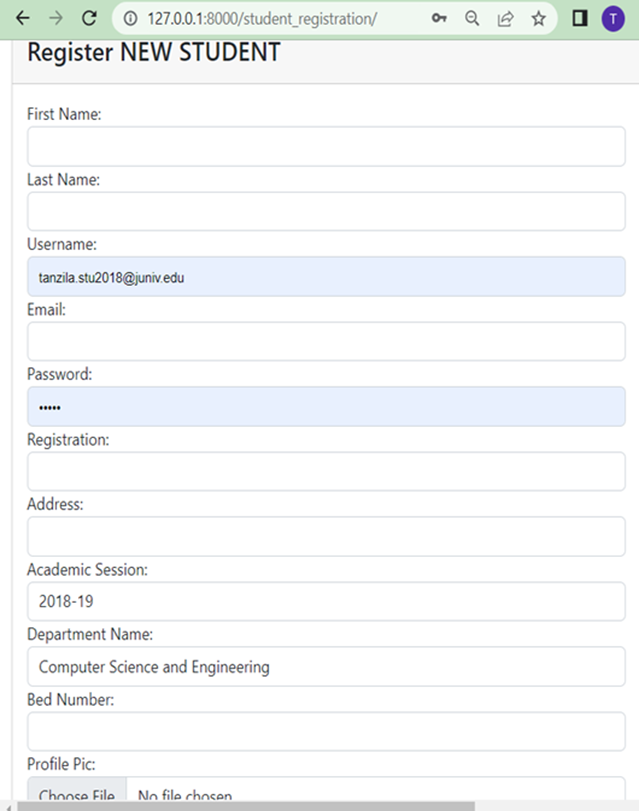 127.0.0.1:8000/student_registration/
T
Register NEW STUDENT
First Name:
Last Name:
Username:
tanzila.stu2018@juniv.edu
Email:
Password:
•••••
Registration:
Address:
Academic Session:
2018-19
Department Name:
Computer Science and Engineering
Bed Number:
Profile Pic:
Choose File No file chosen